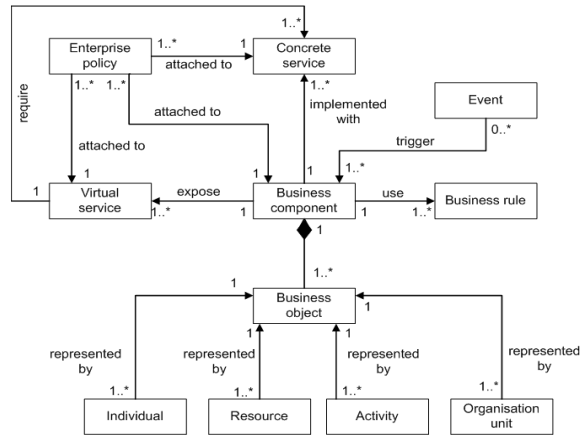 1..*
Enterprise
policy
1..*
1
attached to
Concrete
service
1..*
1..*
1..*
require
attached to
implemented
with
Event
0..*
trigger
attached to
1
1
1
1..*
1
Virtual
service
expose
1..*
1
Business
component
use
1
1..*
Business rule
1
1..*
1
Business
object
1
1
1
represented
by
represented
by
represented
by
represented
by
1..*
1..*
1..*
1..*
Individual
Resource
Activity
Organisation
unit